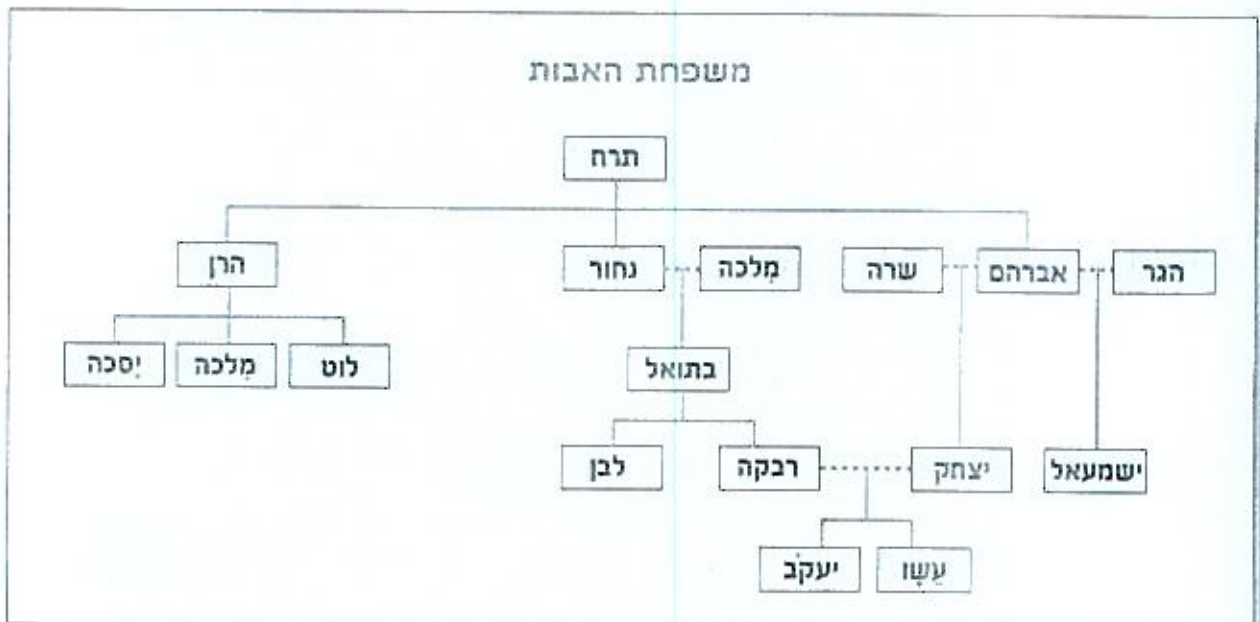 משפחת האבות
תרח
הגר אברהם שרה מִלכה נחור הרן
בתואל
לוט מִלכה יִסכה
ישמעאל יצחק רבקה לבן
עֵשָׂו יעקֹב